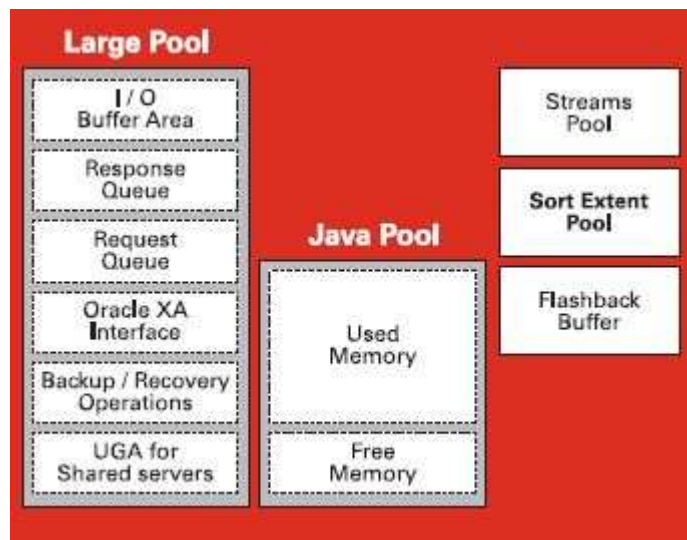 Large Pool
I / O
Buffer Area
Response
Queue
Request
Queue
Oracle XA
Interface
Backup / Recovery
Operations
UGA for
Shared servers
Java Pool
Used
Memory
Free
Memory
Streams
Pool
Sort Extent
Pool
Flashback
Buffer